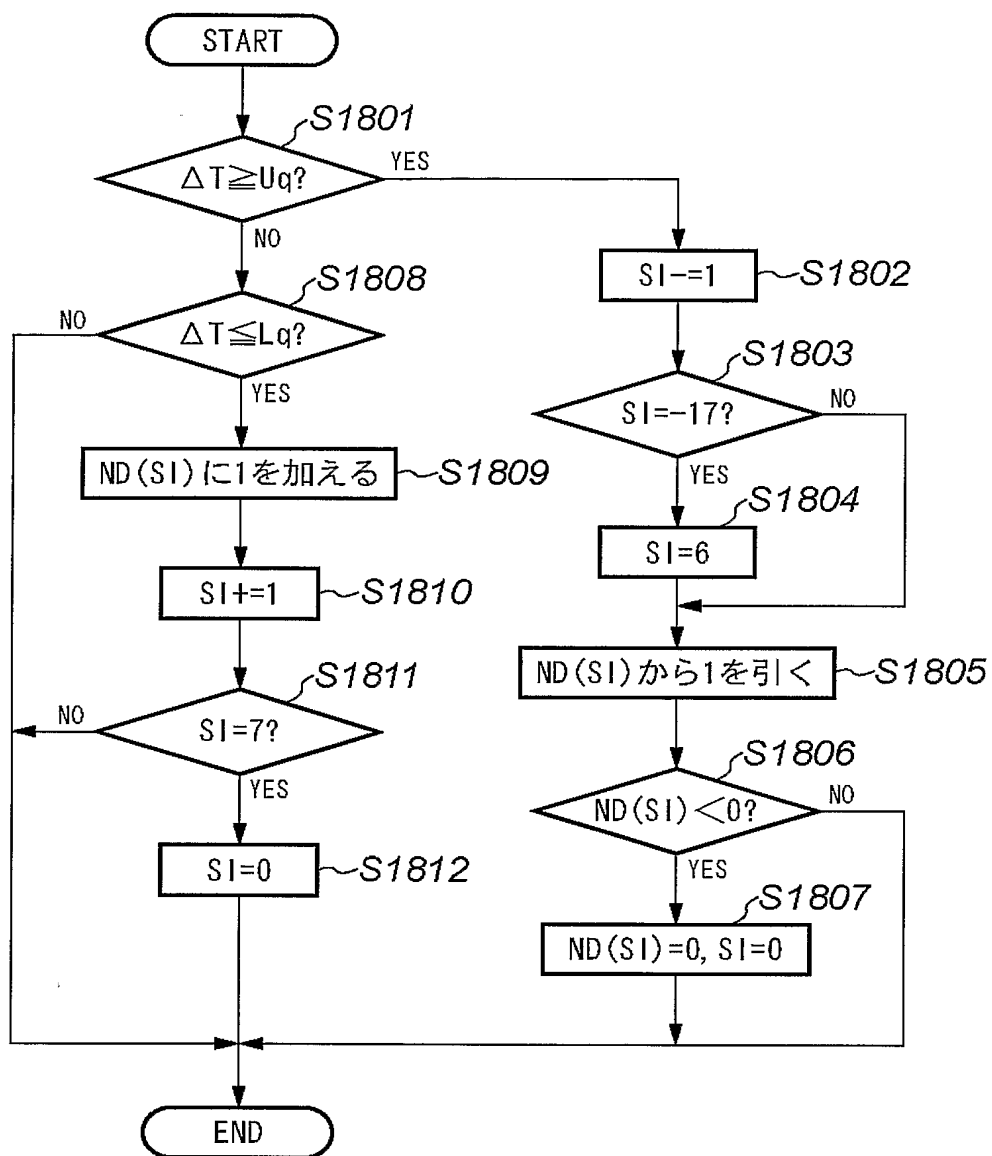 START
S1801
ΔT≧Uq?
YES
NO
S1802
SI-=1
S1803
SI=-17?
NO
YES
S1804
SI=6
S1805
ND(SI)から1を引く
S1806
ND(SI)<0?
NO
YES
S1807
ND(SI)=0, SI=0
S1808
ΔT≦Lq?
NO
YES
ND(SI)に1を加える
S1809
SI+=1
S1810
S1811
SI=7?
NO
YES
SI=0
S1812
END